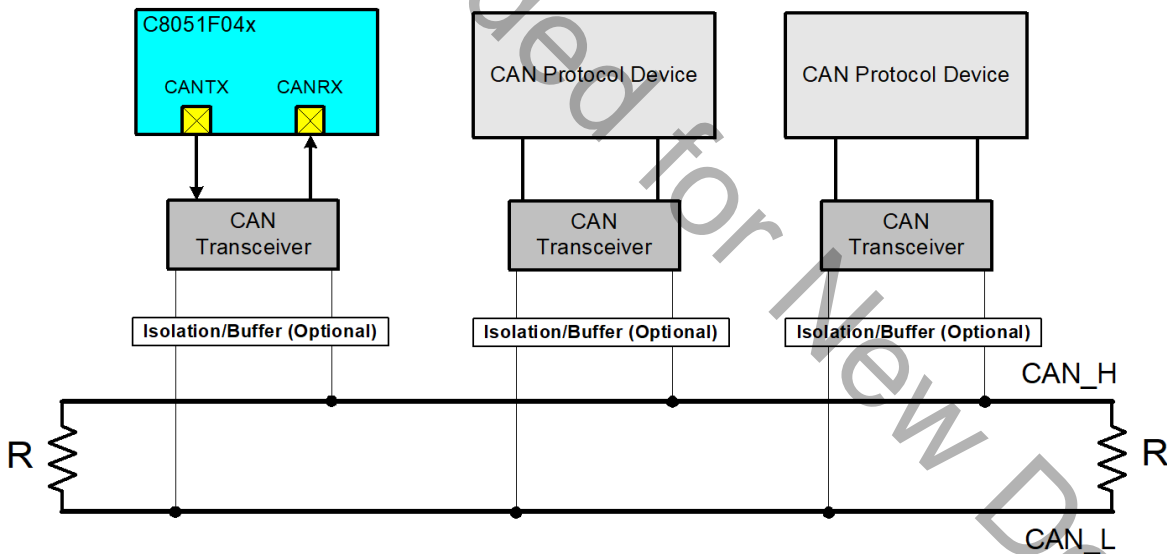 C8051F04x
CANTX CANRX
CAN Protocol Device
CAN Protocol Device
CAN
Transceiver
CAN
Transceiver
CAN
Transceiver
Isolation/Buffer (Optional)
Isolation/Buffer (Optional)
Isolation/Buffer (Optional)
CAN_H
R
R
CAN_L
for New